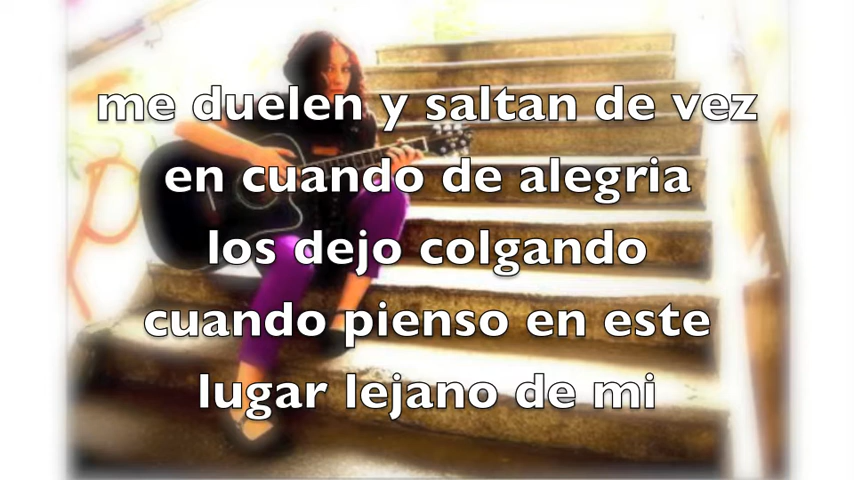 me duelen y saltan de vez
en cuando de alegria
los dejo colgando
cuando pienso en este
lugar lejano de mi